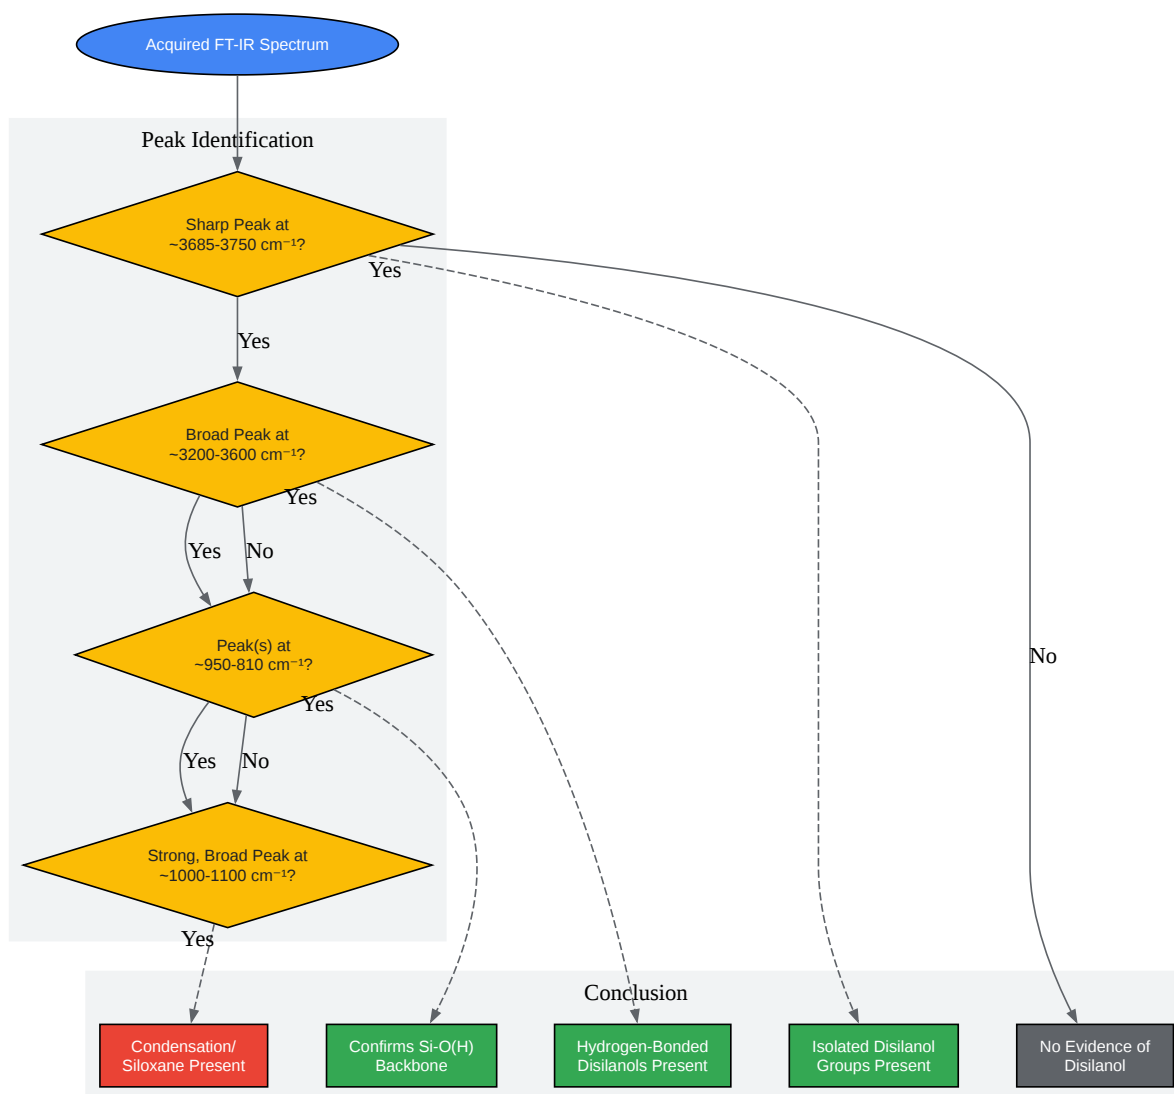 Acquired FT-IR Spectrum
Peak Identification
Sharp Peak at
~3685-3750 cm⁻¹?
Yes
Yes
Broad Peak at
~3200-3600 cm⁻¹?
Yes
Yes
No
Peak(s) at
~950-810 cm⁻¹?
No
Yes
Yes
No
Strong, Broad Peak at
~1000-1100 cm⁻¹?
Yes
Conclusion
Condensation/
Siloxane Present
Confirms Si-O(H)
Backbone
Hydrogen-Bonded
Disilanols Present
Isolated Disilanol
Groups Present
No Evidence of
Disilanol